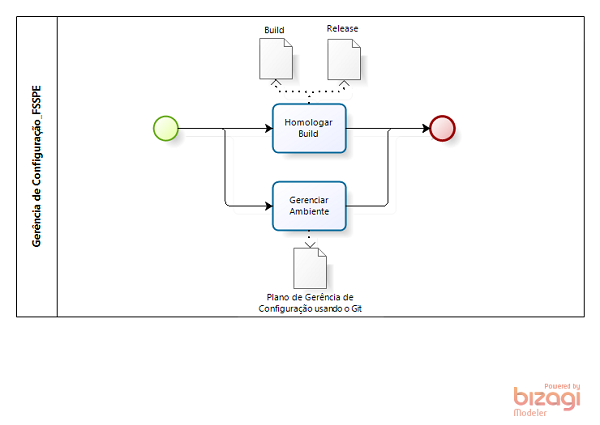 Gerência de Configuração_FSSPE
Build
Release
Homologar
Build
Gerenciar
Ambiente
Plano de Gerência de
Configuração usando o Git
Powered by
bizagi
Modeler